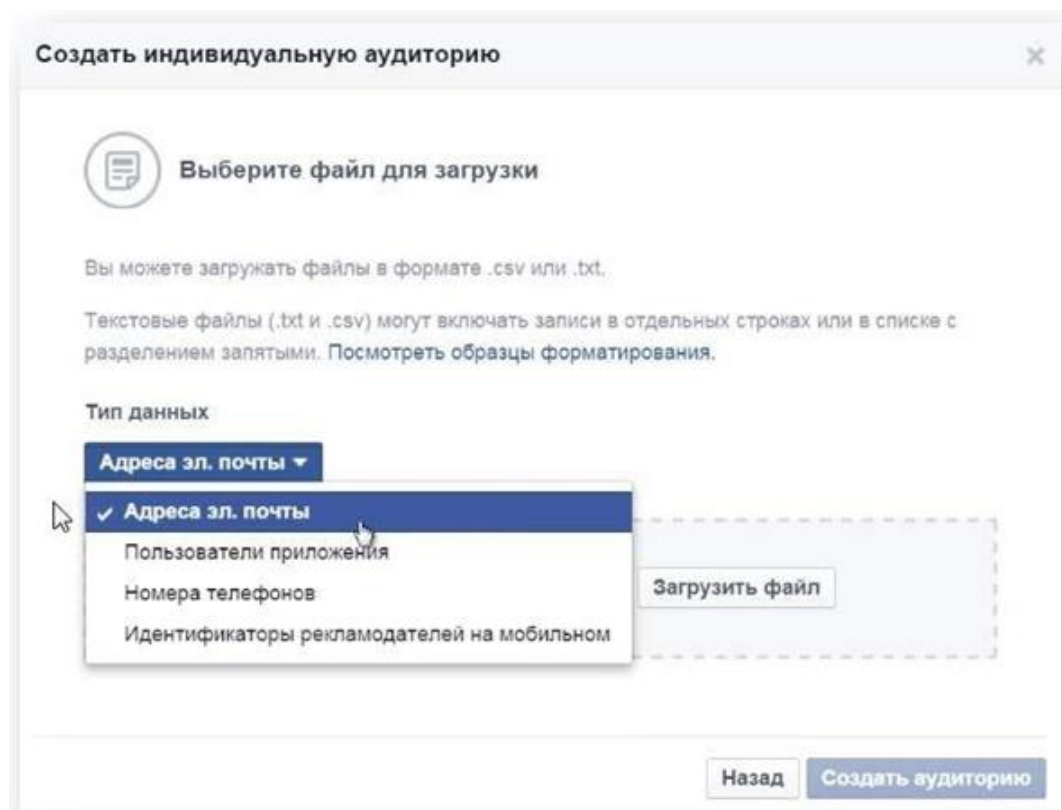 Создать индивидуальную аудиторию
Выберите файл для загрузки
Вы можете загружать файлы в формате .csv или .txt.
Текстовые файлы (.txt и .csv) могут включать записи в отдельных строках или в списке с
разделением запятыми. Посмотреть образцы форматирования.
Тип данных
Адреса эл. почты
Адреса эл. почты
Пользователи приложения
Номера телефонов
Идентификаторы рекламодателей на мобильном
Загрузить файл
Назад
Создать аудиторию